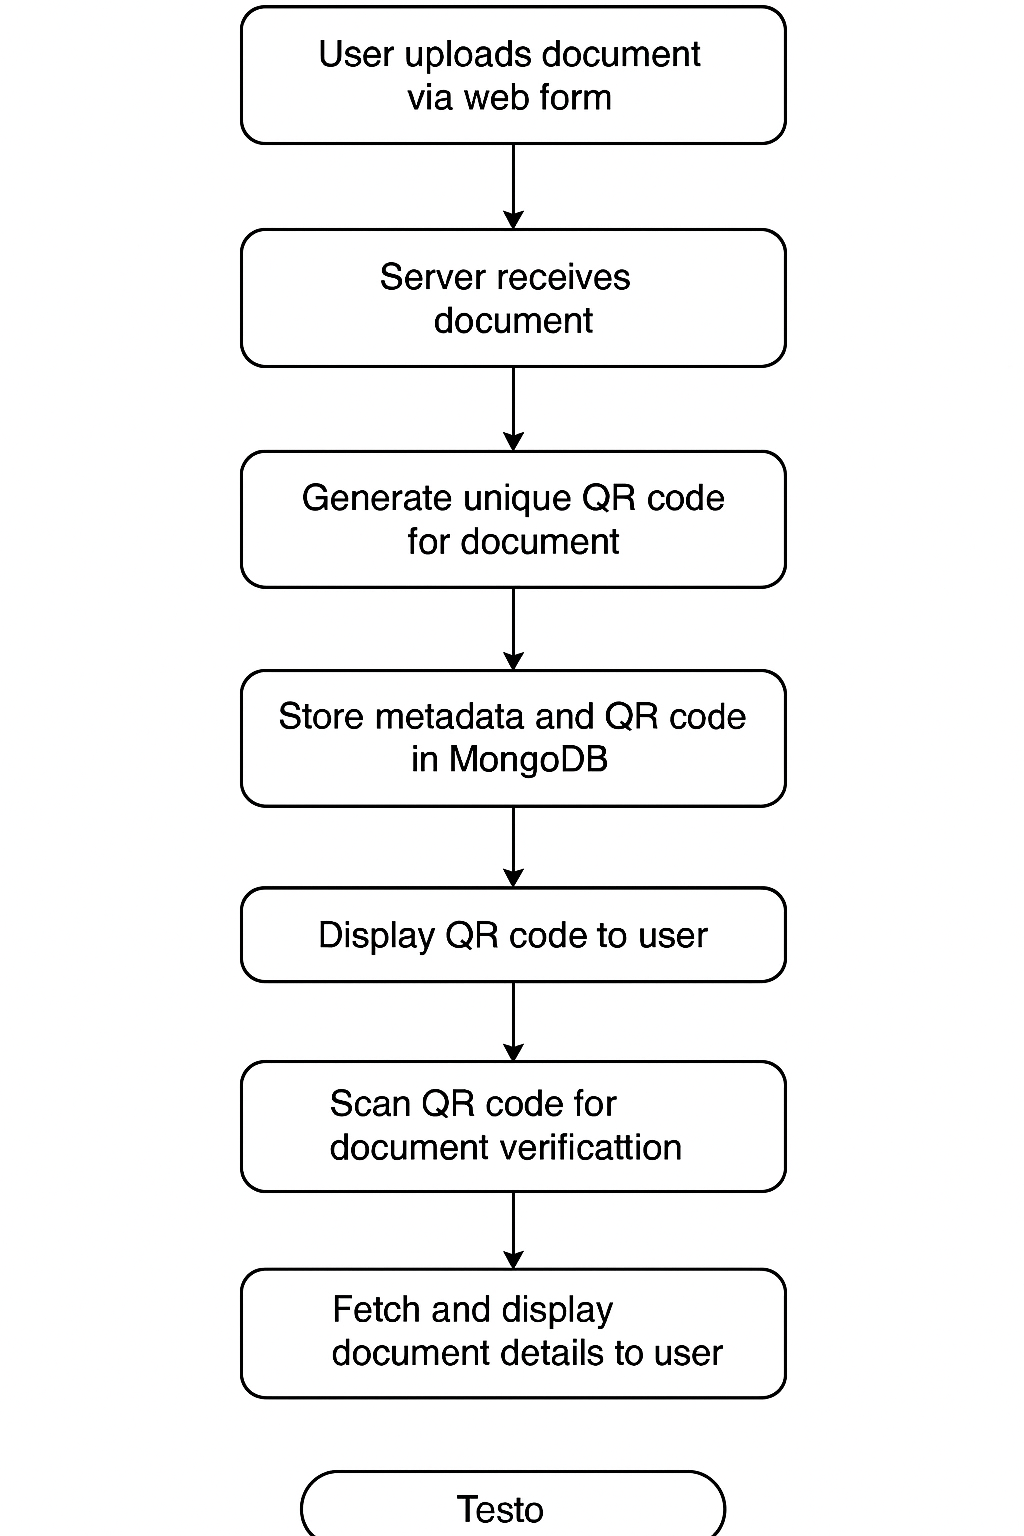 User uploads document
via web form
Server receives
document
Generate unique QR code
for document
Store metadata and QR code
in MongoDB
Display QR code to user
Scan QR code for
document verificattion
Fetch and display
document details to user
Testo